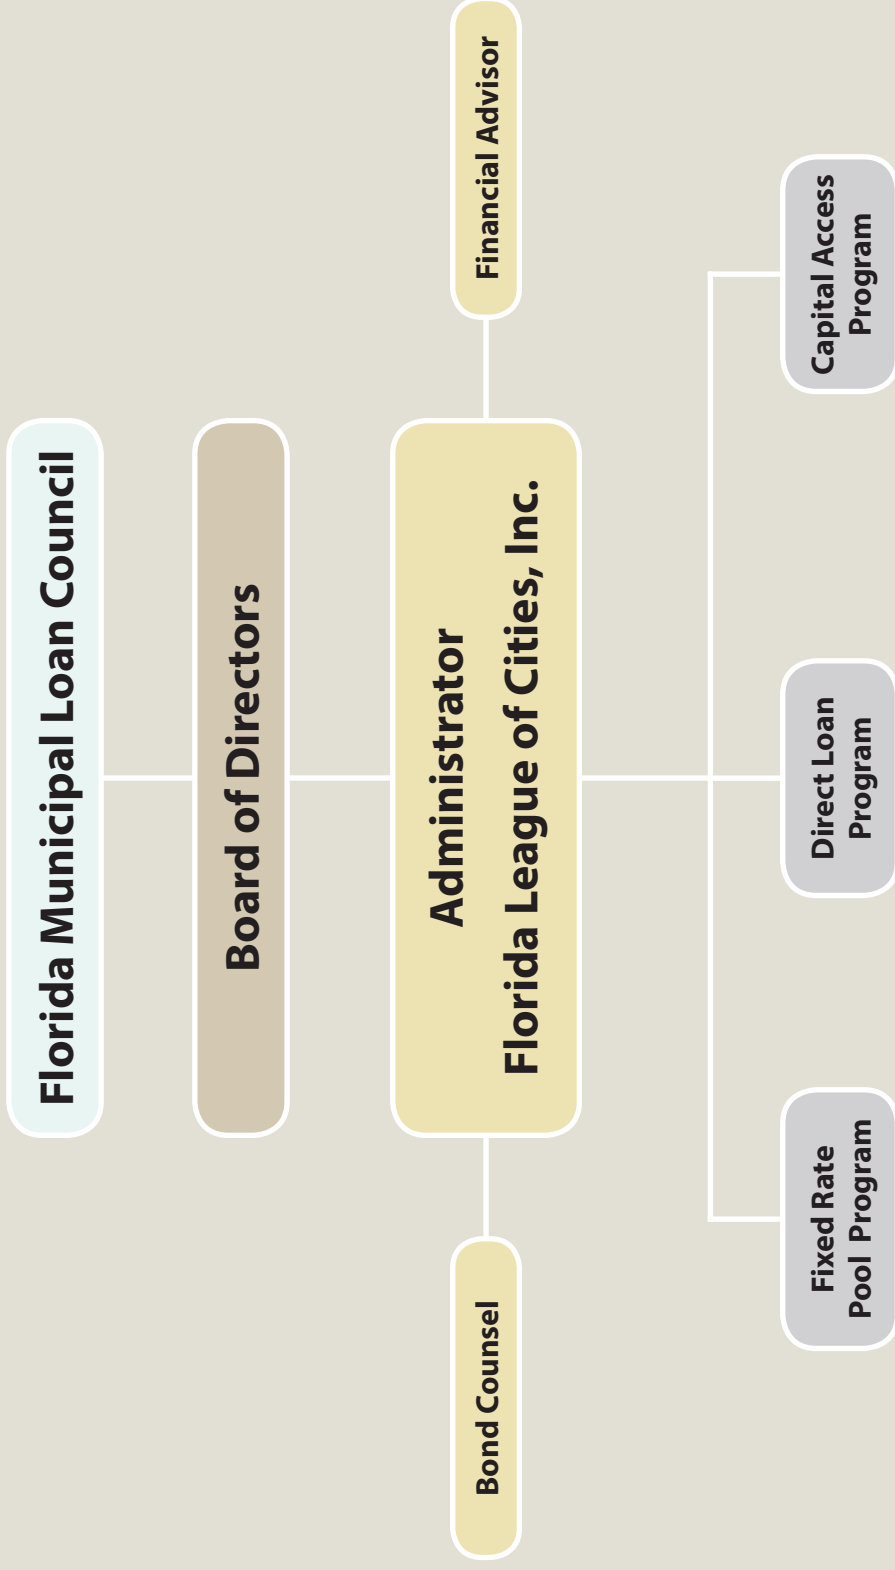 Florida Municipal Loan Council
Board of Directors
Administrator
Florida League of Cities, Inc.
Bond Counsel
Financial Advisor
Fixed Rate
Pool Program
Direct Loan
Program
Capital Access
Program